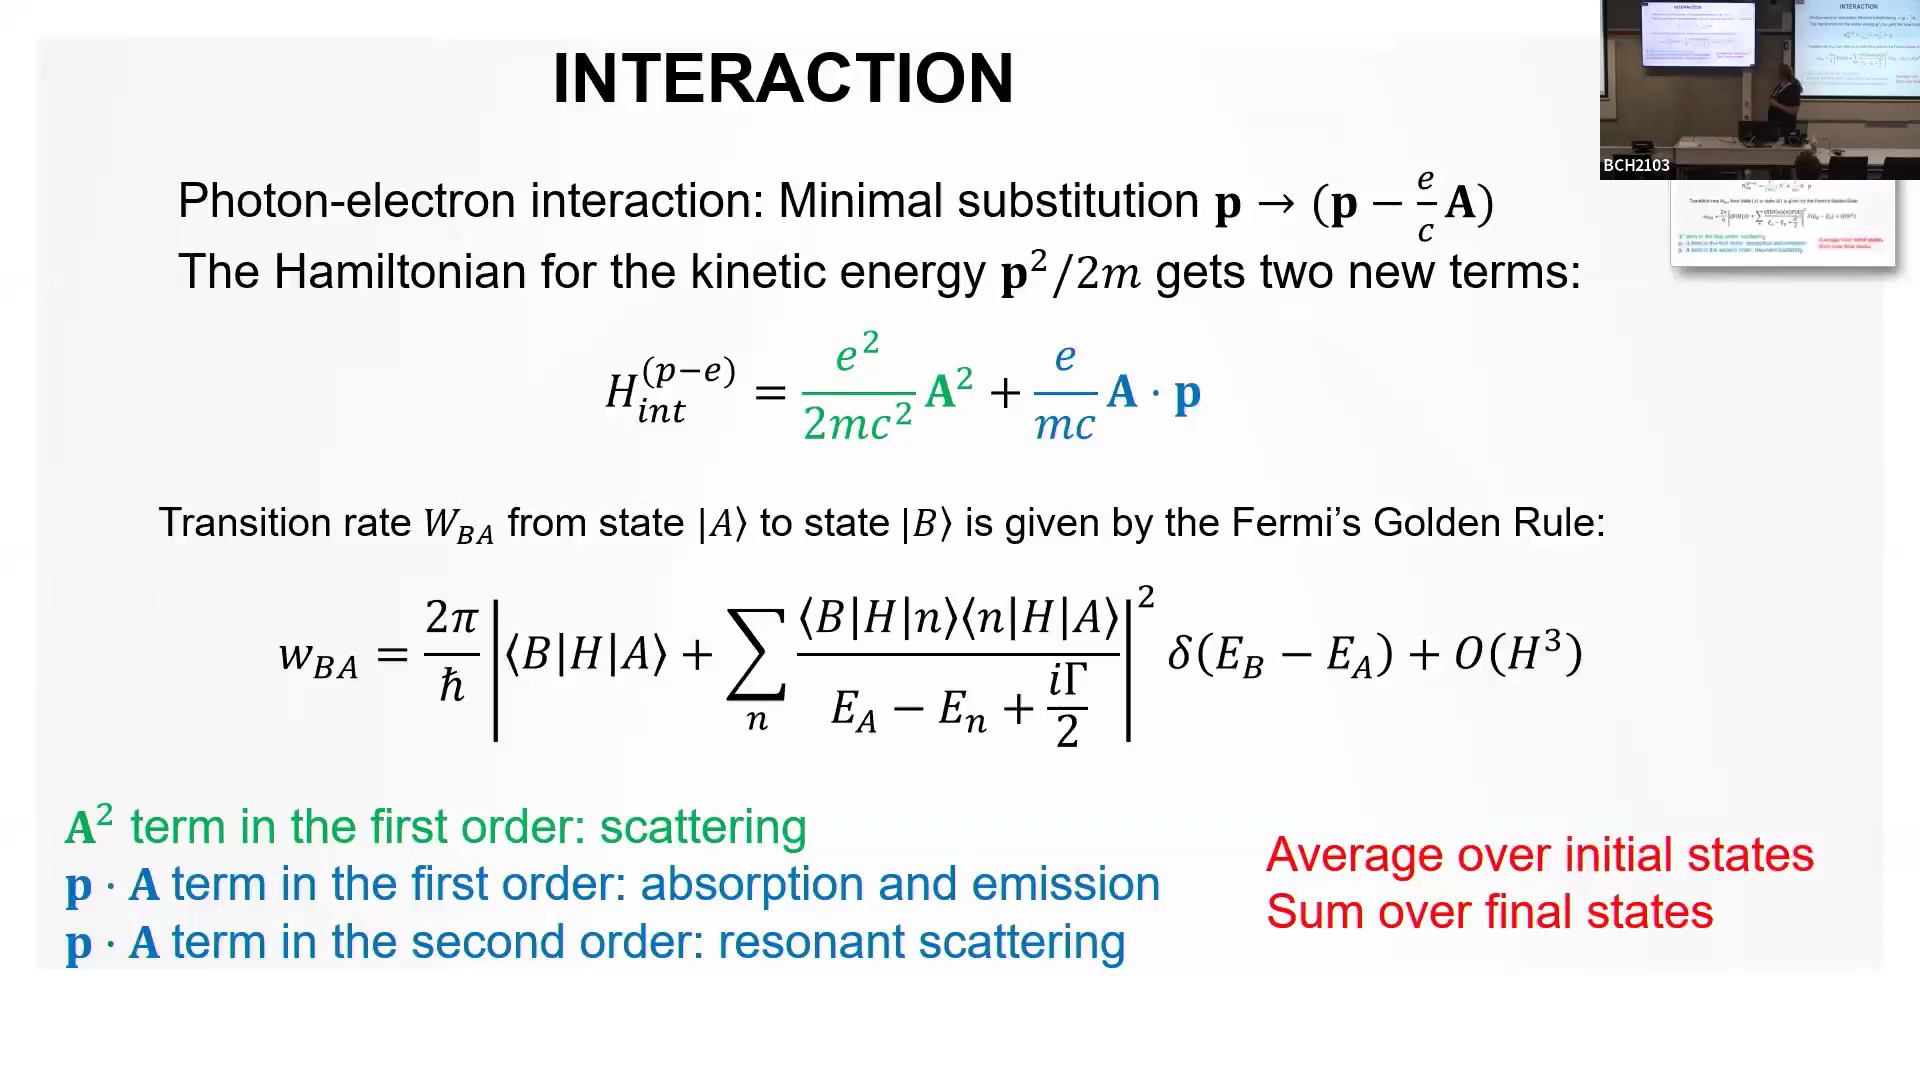 INTERACTION
Photon-electron interaction: Minimal substitution 𝐩 → (𝐩 − e/c 𝐀)
The Hamiltonian for the kinetic energy 𝐩²/2m gets two new terms:
H_int^(p−e) = e²/2mc² 𝐀² + e/mc 𝐀 · 𝐩
Transition rate W_BA from state |A⟩ to state |B⟩ is given by the Fermi's Golden Rule:
w_BA = 2π/ħ |⟨B|H|A⟩ + ∑_n ⟨B|H|n⟩⟨n|H|A⟩ / (E_A − E_n + iΓ/2)|² δ(E_B − E_A) + O(H³)
𝐀² term in the first order: scattering
𝐩 · 𝐀 term in the first order: absorption and emission
𝐩 · 𝐀 term in the second order: resonant scattering
Average over initial states
Sum over final states
BCH2103
INTERACTION